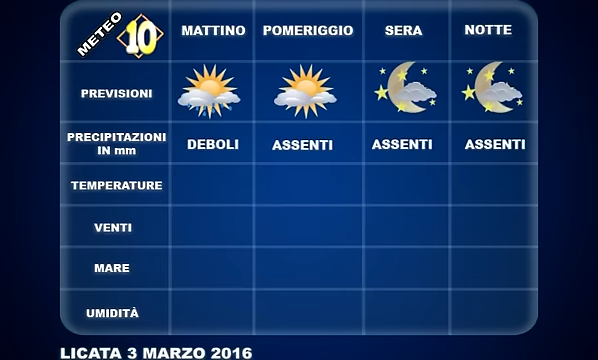 METEO 10 MATTINO POMERIGGIO SERA NOTTE
PREVISIONI
PRECIPITAZIONI
IN mm DEBOLI ASSENTI ASSENTI ASSENTI
TEMPERATURE
VENTI
MARE
UMIDITÀ
LICATA 3 MARZO 2016